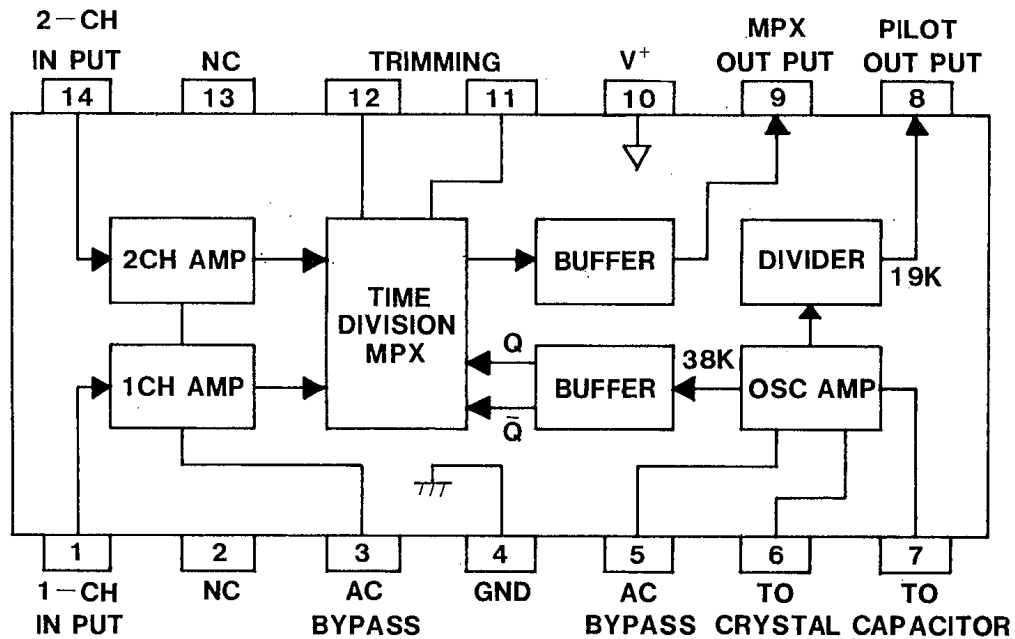 2-CH
IN PUT
NC
TRIMMING
V+
MPX
OUT PUT
PILOT
OUT PUT
14
13
12
11
10
9
8
2CH AMP
TIME
DIVISION
MPX
BUFFER
DIVIDER
19K
1CH AMP
Q
Q̄
BUFFER
38K
OSC AMP
1
2
3
4
5
6
7
1-CH
IN PUT
NC
AC
BYPASS
GND
AC
BYPASS
TO
CRYSTAL
TO
CAPACITOR